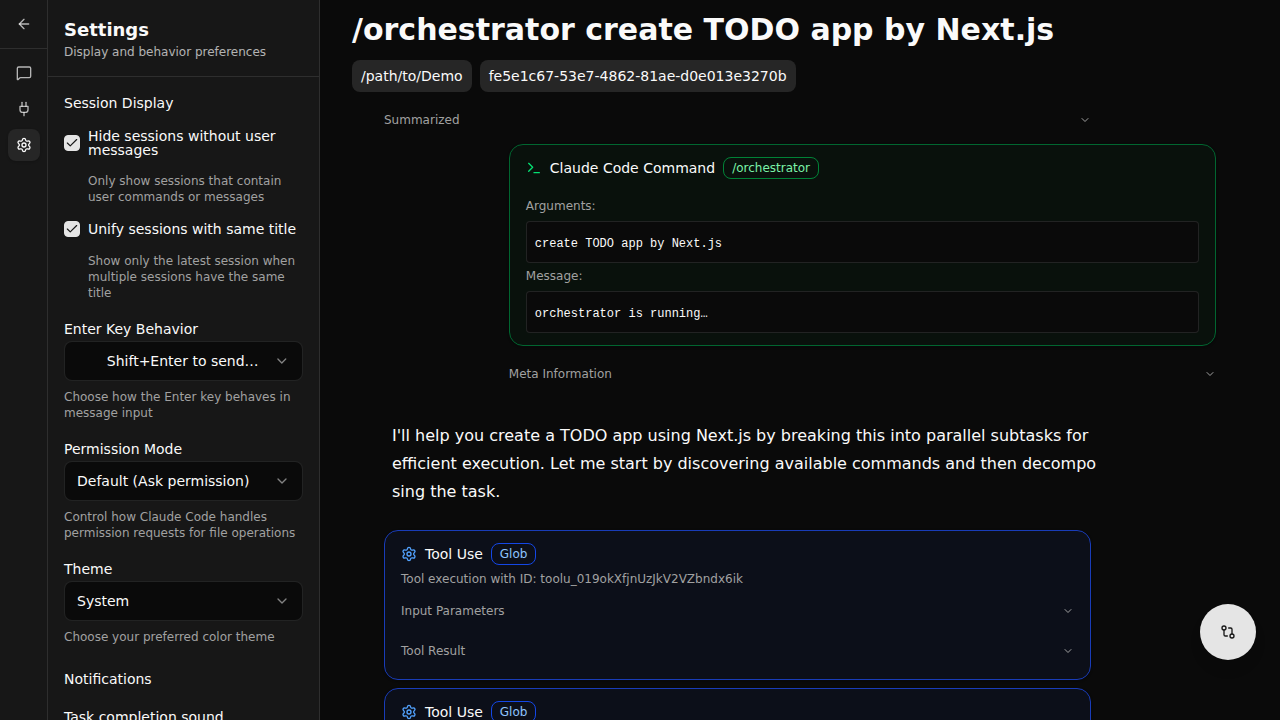 Settings
Display and behavior preferences
Session Display
Hide sessions without user
messages
Only show sessions that contain
user commands or messages
Unify sessions with same title
Show only the latest session when
multiple sessions have the same
title
Enter Key Behavior
Shift+Enter to send…
Choose how the Enter key behaves in
message input
Permission Mode
Default (Ask permission)
Control how Claude Code handles
permission requests for file operations
Theme
System
Choose your preferred color theme
Notifications
Task completion sound
/orchestrator create TODO app by Next.js
/path/to/Demo
fe5e1c67-53e7-4862-81ae-d0e013e3270b
Summarized
Claude Code Command
/orchestrator
Arguments:
create TODO app by Next.js
Message:
orchestrator is running…
Meta Information
I'll help you create a TODO app using Next.js by breaking this into parallel subtasks for
efficient execution. Let me start by discovering available commands and then decompo
sing the task.
Tool Use
Glob
Tool execution with ID: toolu_019okXfjnUzJkV2VZbndx6ik
Input Parameters
Tool Result
Tool Use
Glob